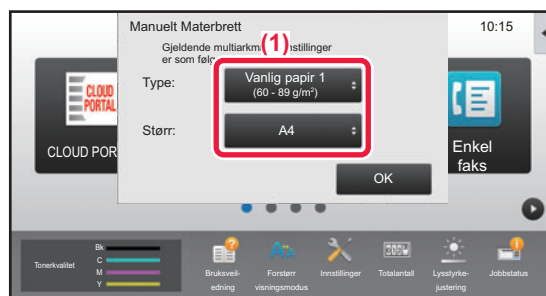 Manuelt Materbrett
10:15
Gjeldende multiarkm
(1)
nstillinger
er som følg
Type:
Vanlig papir 1
(60 - 89 g/m²)
Størr:
A4
OK
CLOUD
PORTAL
CLOUD POR
Enkel
faks
Tonerkvalitet
Bk
C
M
Y
Bruksveil-
edning
Forstørr
visningsmodus
Innstillinger
Totalantall
Lysstyrke-
justering
Jobbstatus